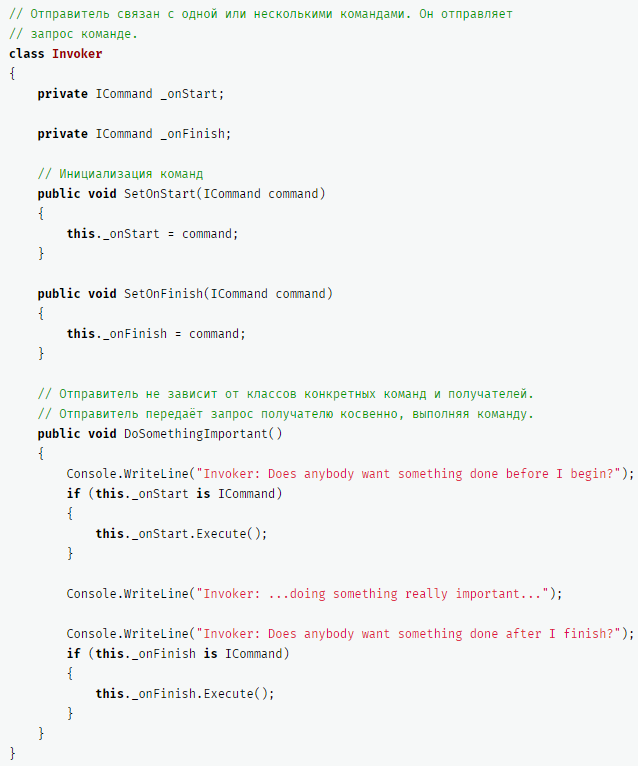 // Отправитель связан с одной или несколькими командами. Он отправляет
// запрос команде.
class Invoker
{
    private ICommand _onStart;

    private ICommand _onFinish;

    // Инициализация команд
    public void SetOnStart(ICommand command)
    {
        this._onStart = command;
    }

    public void SetOnFinish(ICommand command)
    {
        this._onFinish = command;
    }

    // Отправитель не зависит от классов конкретных команд и получателей.
    // Отправитель передаёт запрос получателю косвенно, выполняя команду.
    public void DoSomethingImportant()
    {
        Console.WriteLine("Invoker: Does anybody want something done before I begin?");
        if (this._onStart is ICommand)
        {
            this._onStart.Execute();
        }

        Console.WriteLine("Invoker: ...doing something really important...");

        Console.WriteLine("Invoker: Does anybody want something done after I finish?");
        if (this._onFinish is ICommand)
        {
            this._onFinish.Execute();
        }
    }
}